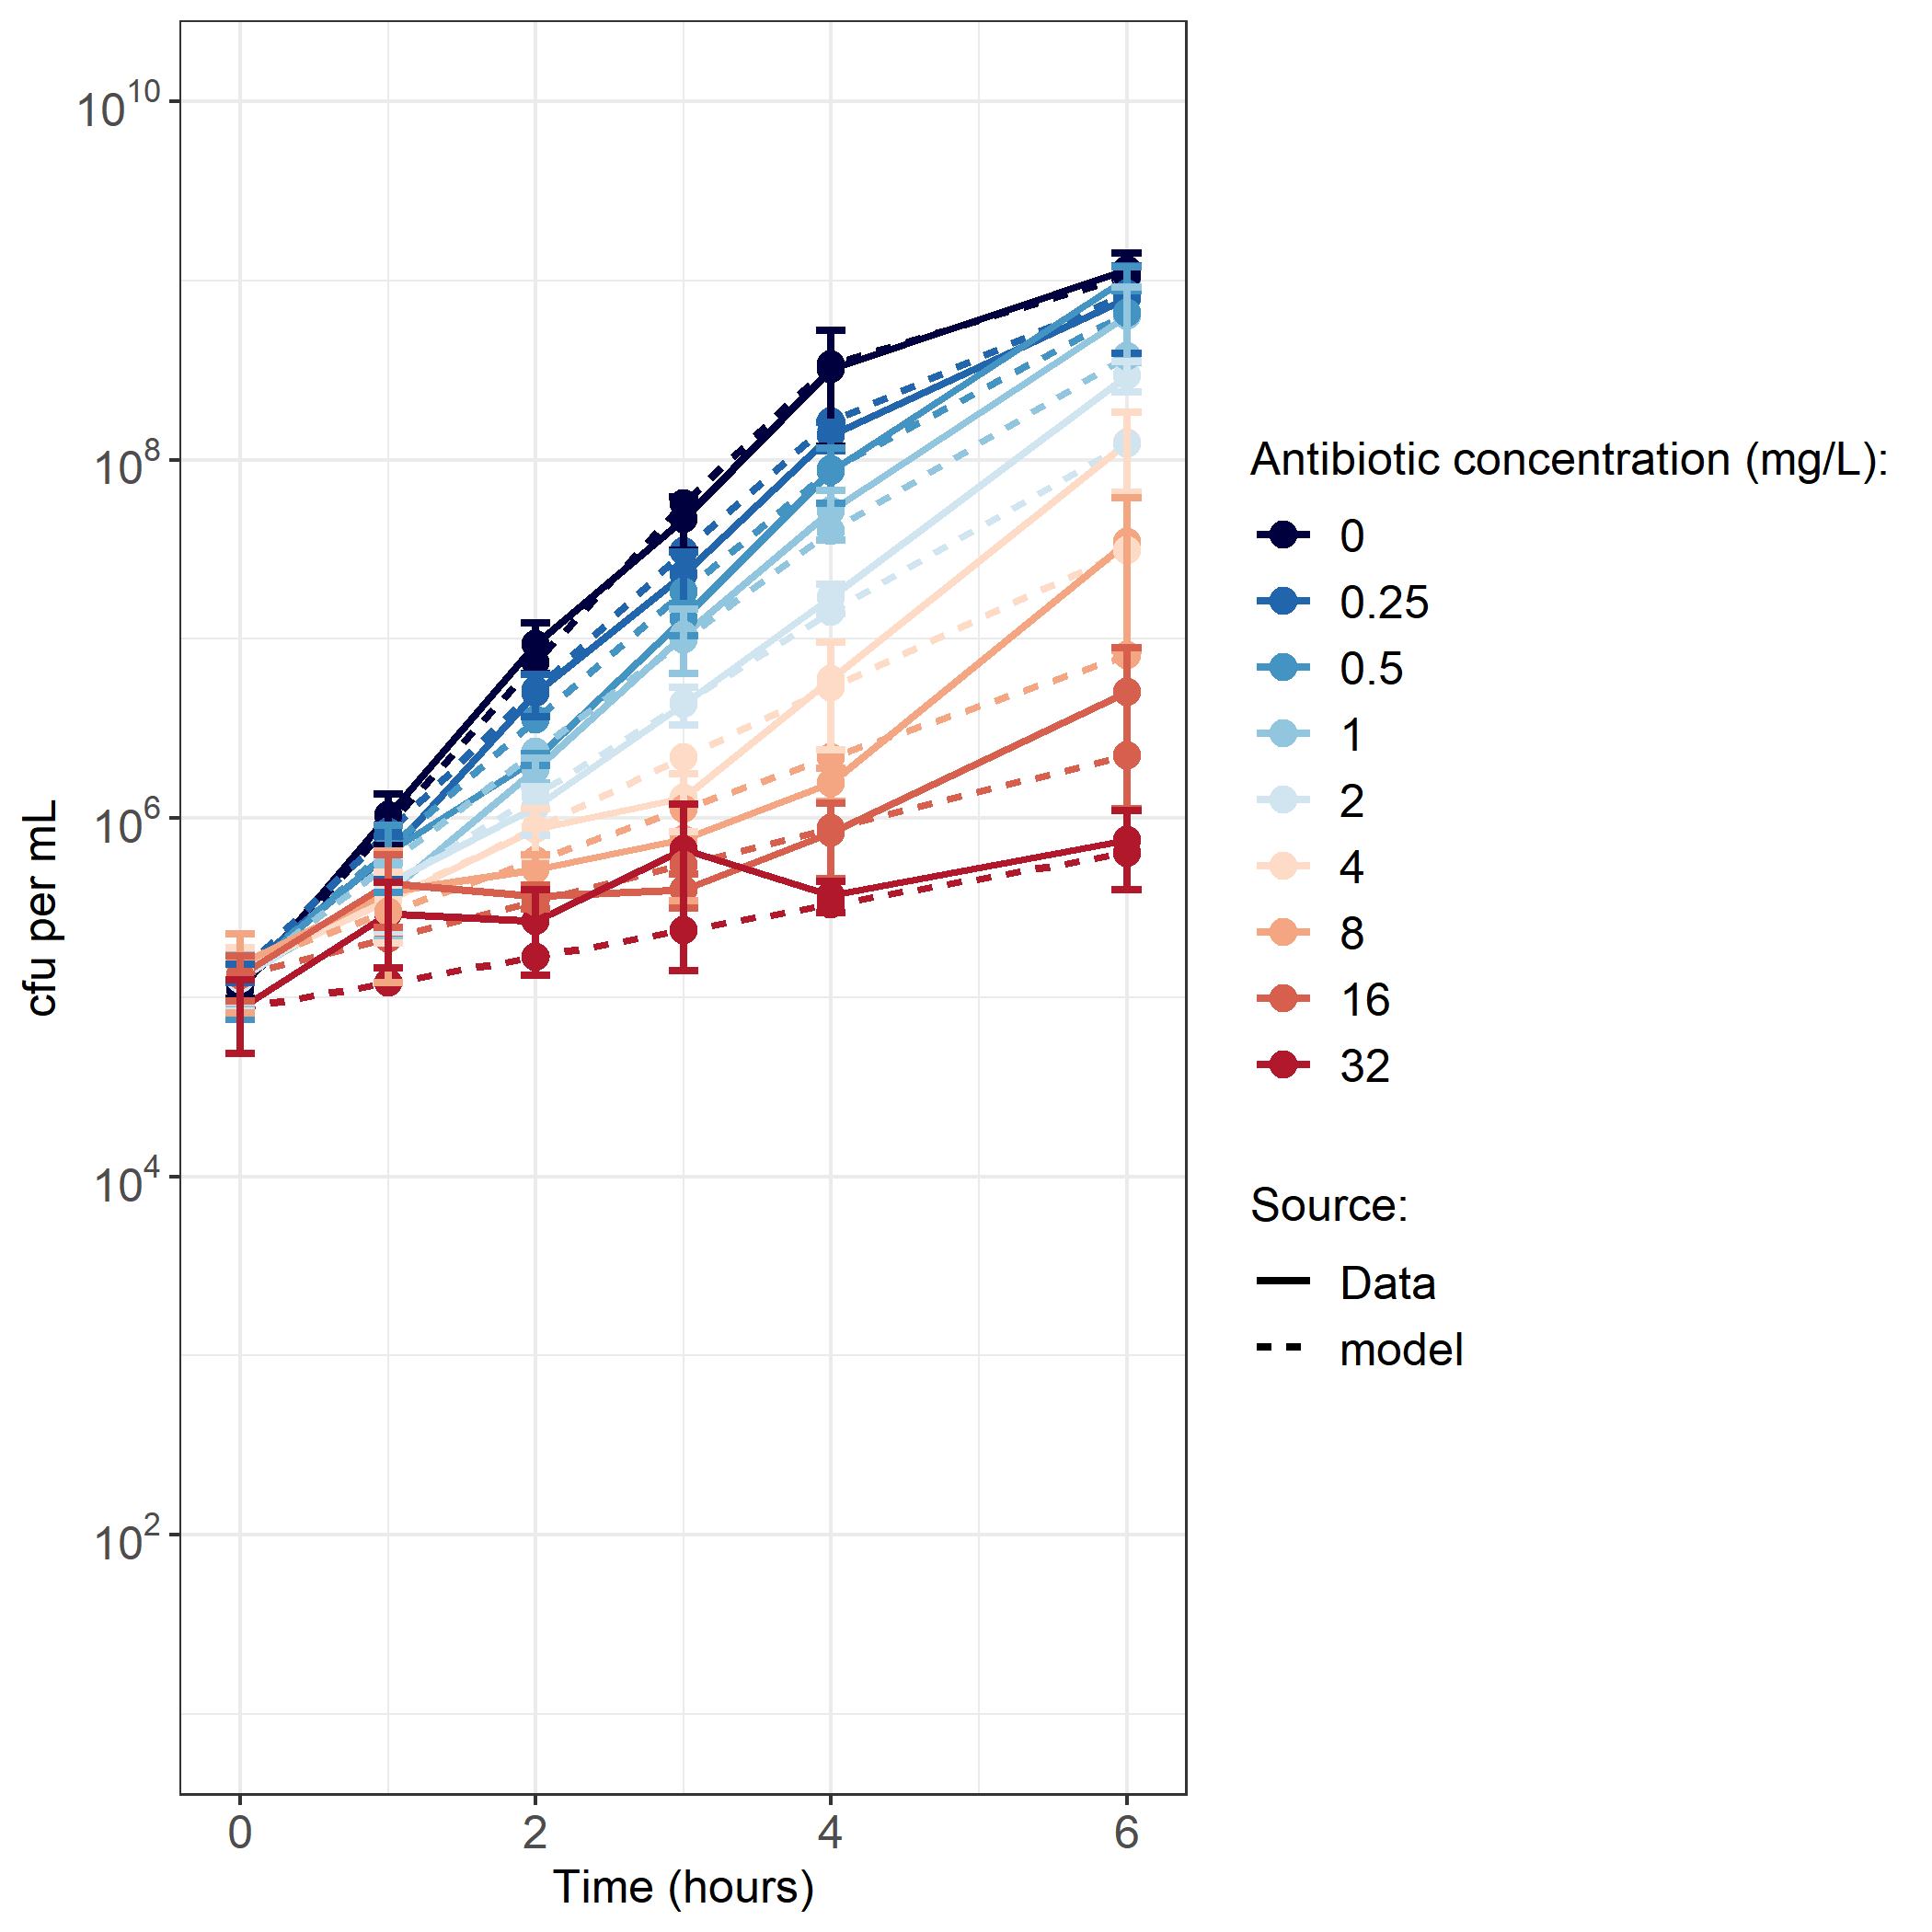 cfu per mL
10^10
10^8
10^6
10^4
10^2
0 2 4 6
Time (hours)
Antibiotic concentration (mg/L):
0
0.25
0.5
1
2
4
8
16
32
Source:
Data
model